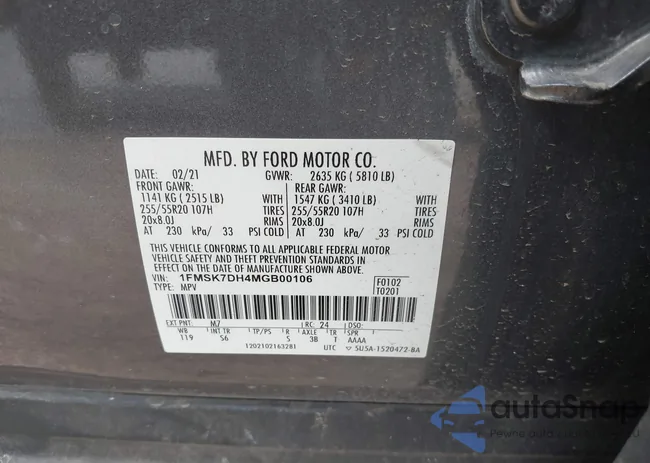 MFD. BY FORD MOTOR CO.
DATE: 02/21 GVWR: 2635 KG ( 5810 LB)
FRONT GAWR: REAR GAWR:
1141 KG ( 2515 LB) WITH 1547 KG ( 3410 LB) WITH
255/55R20 107H TIRES 255/55R20 107H TIRES
20x8.0J RIMS 20x8.0J RIMS
AT 230 kPa/ 33 PSI COLD AT 230 kPa/ 33 PSI COLD
THIS VEHICLE CONFORMS TO ALL APPLICABLE FEDERAL MOTOR
VEHICLE SAFETY AND THEFT PREVENTION STANDARDS IN
EFFECT ON THE DATE OF MANUFACTURE SHOWN ABOVE.
VIN: 1FMSK7DH4MGB00106 F0102
TYPE: MPV T0201
EXT PNT: M7 RC: 24 DSO:
WB INT TR TP/PS R AXLE TR SPR
119 S6 S 3B T AAAA
1202102163281 UTC 5U5A-1520472-BA
autoSnap
Pewne auto